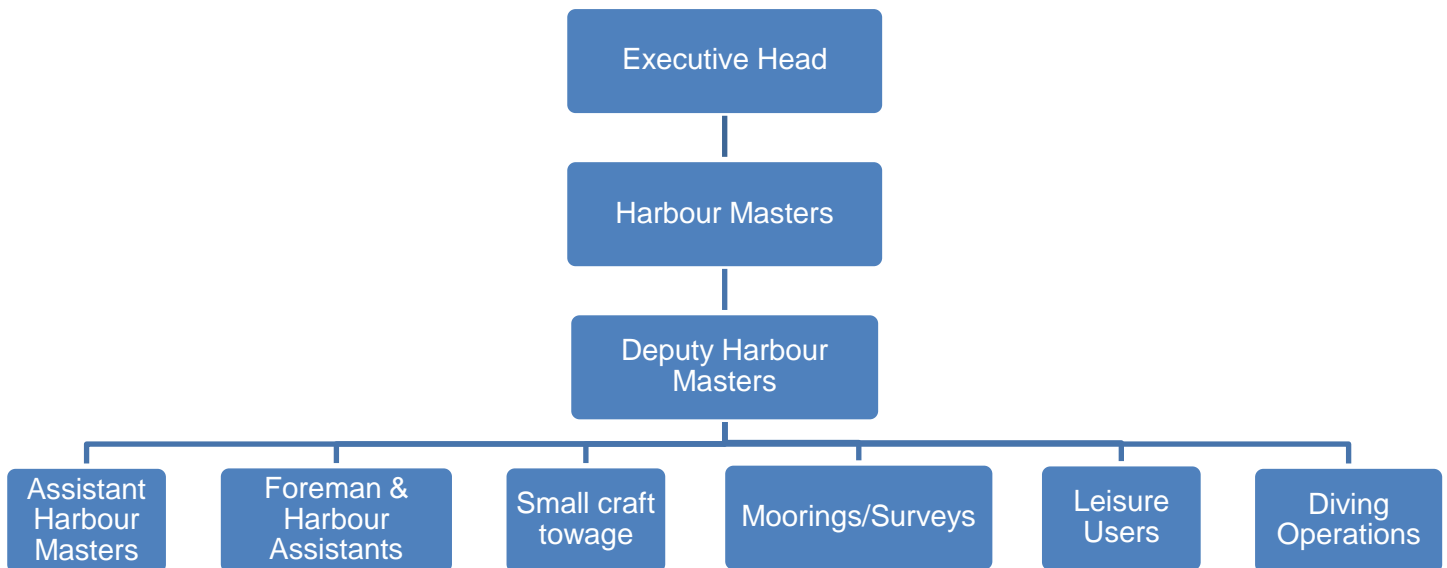 Executive Head
Harbour Masters
Deputy Harbour
Masters
Assistant
Harbour
Masters
Foreman &
Harbour
Assistants
Small craft
towage
Moorings/Surveys
Leisure
Users
Diving
Operations